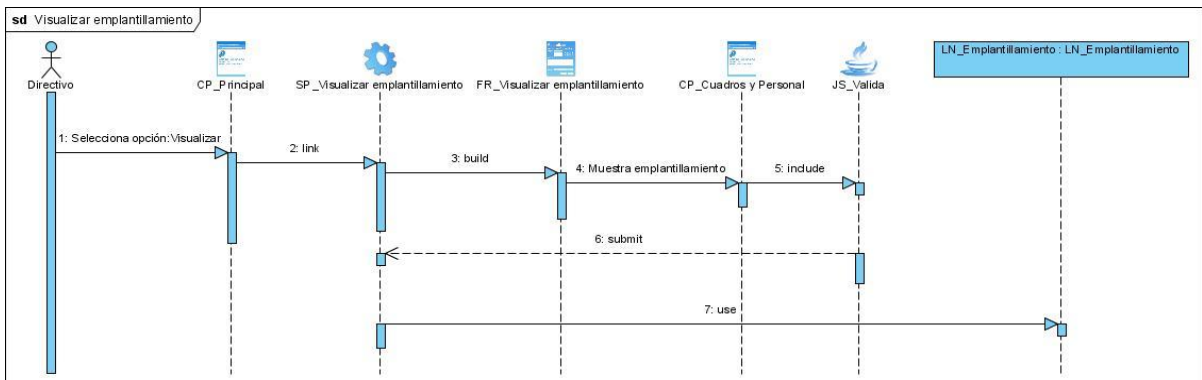 sd Visualizar emplantillamiento
LN_Emplantillamiento : LN_Emplantillamiento
Directivo
CP_Principal
SP_Visualizar emplantillamiento
FR_Visualizar emplantillamiento
CP_Cuadros y Personal
JS_Valida
1: Selecciona opción:Visualizar
2: link
3: build
4: Muestra emplantillamiento
5: include
6: submit
7: use